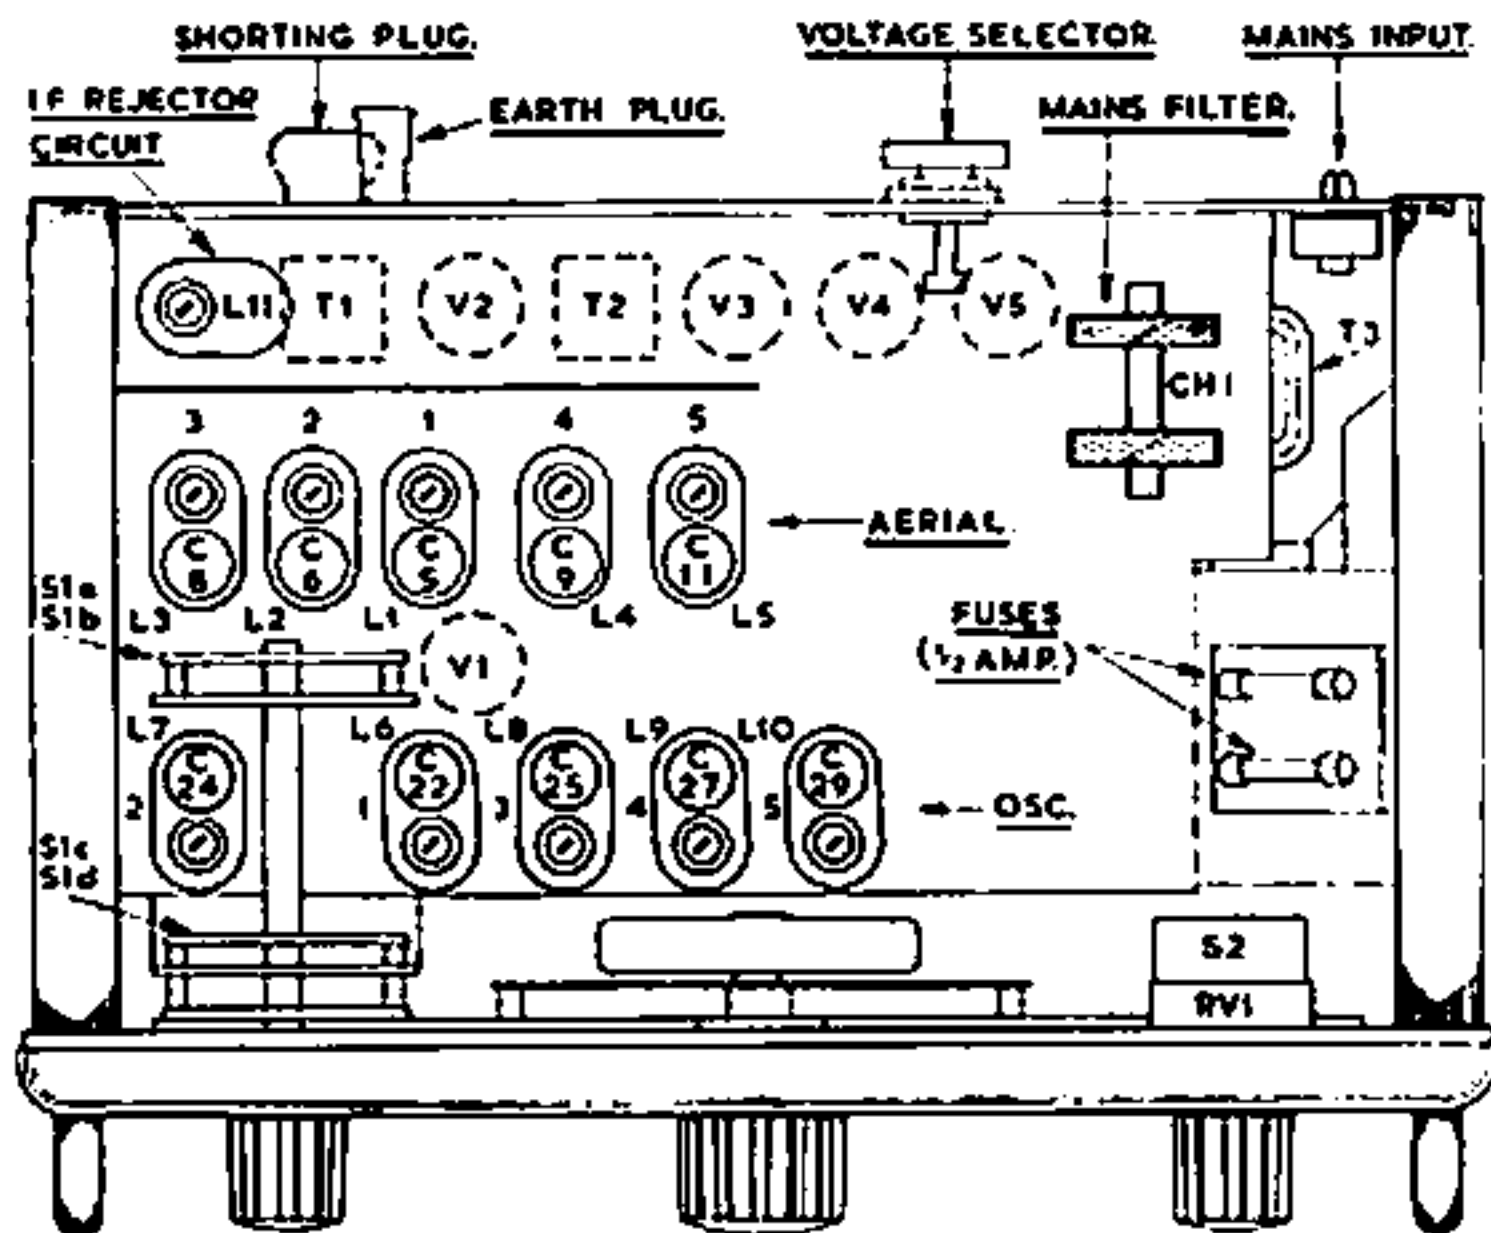 SHORTING PLUG.
VOLTAGE SELECTOR
MAINS INPUT
I F REJECTOR
CIRCUIT
EARTH PLUG.
MAINS FILTER.
L11
T1
V2
T2
V3
V4
V5
T3
CH1
3
2
1
4
5
C
8
C
6
C
5
C
9
C
11
AERIAL
S1a
S1b
L3
L2
L1
L4
L5
V1
FUSES
(½ AMP.)
L7
L6
L8
L9
L10
C
24
C
22
C
25
C
27
C
29
2
1
3
4
5
OSC.
S1c
S1d
S2
RV1